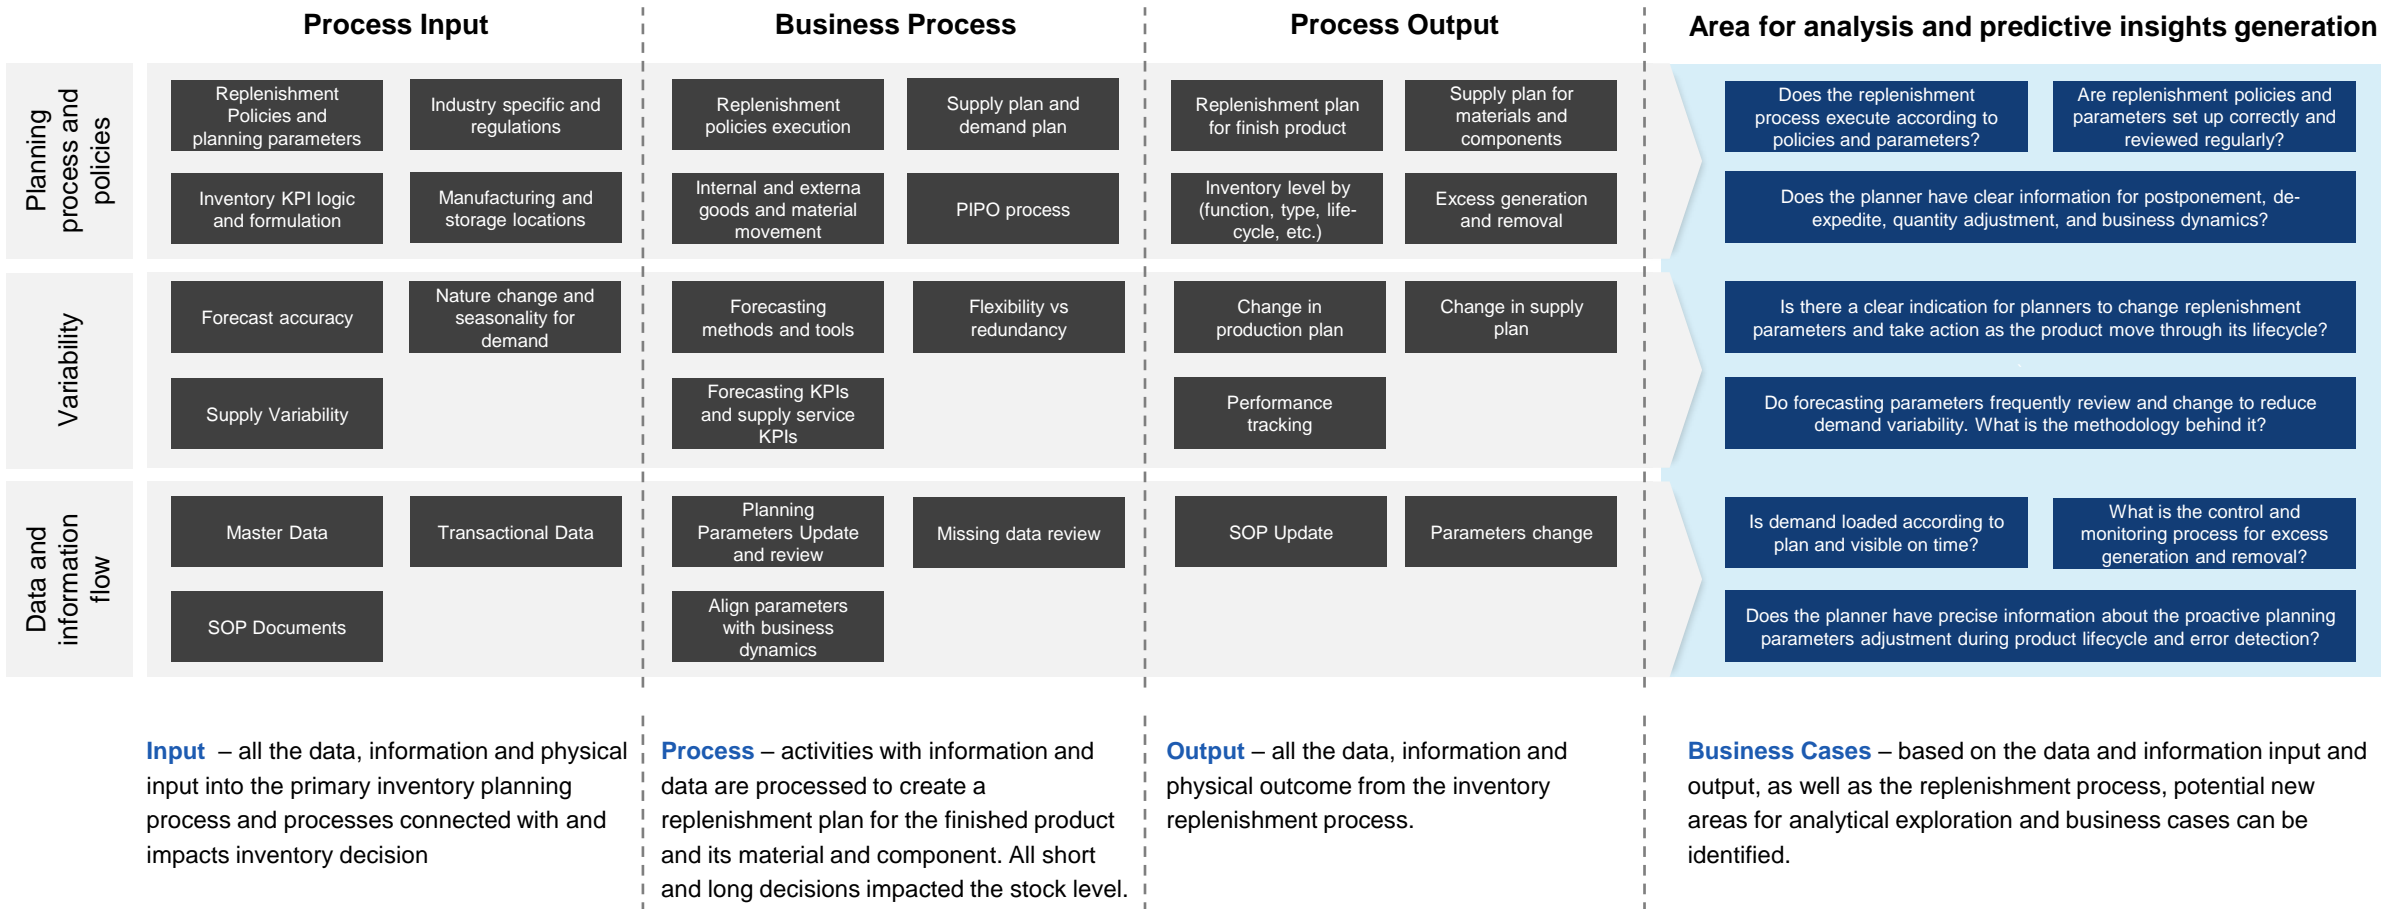 Process Input
Business Process
Process Output
Area for analysis and predictive insights generation
Planning
process and
policies
Replenishment
Policies and
planning parameters
Industry specific and
regulations
Inventory KPI logic
and formulation
Manufacturing and
storage locations
Replenishment
policies execution
Supply plan and
demand plan
Internal and externa
goods and material
movement
PIPO process
Replenishment plan
for finish product
Supply plan for
materials and
components
Inventory level by
(function, type, life-
cycle, etc.)
Excess generation
and removal
Does the replenishment
process execute according to
policies and parameters?
Are replenishment policies and
parameters set up correctly and
reviewed regularly?
Does the planner have clear information for postponement, de-
expedite, quantity adjustment, and business dynamics?
Variability
Forecast accuracy
Nature change and
seasonality for
demand
Supply Variability
Forecasting
methods and tools
Flexibility vs
redundancy
Forecasting KPIs
and supply service
KPIs
Change in
production plan
Change in supply
plan
Performance
tracking
Is there a clear indication for planners to change replenishment
parameters and take action as the product move through its lifecycle?
Do forecasting parameters frequently review and change to reduce
demand variability. What is the methodology behind it?
Data and
information
flow
Master Data
Transactional Data
SOP Documents
Planning
Parameters Update
and review
Missing data review
Align parameters
with business
dynamics
SOP Update
Parameters change
Is demand loaded according to
plan and visible on time?
What is the control and
monitoring process for excess
generation and removal?
Does the planner have precise information about the proactive planning
parameters adjustment during product lifecycle and error detection?
Input – all the data, information and physical
input into the primary inventory planning
process and processes connected with and
impacts inventory decision
Process – activities with information and
data are processed to create a
replenishment plan for the finished product
and its material and component. All short
and long decisions impacted the stock level.
Output – all the data, information and
physical outcome from the inventory
replenishment process.
Business Cases – based on the data and information input and
output, as well as the replenishment process, potential new
areas for analytical exploration and business cases can be
identified.